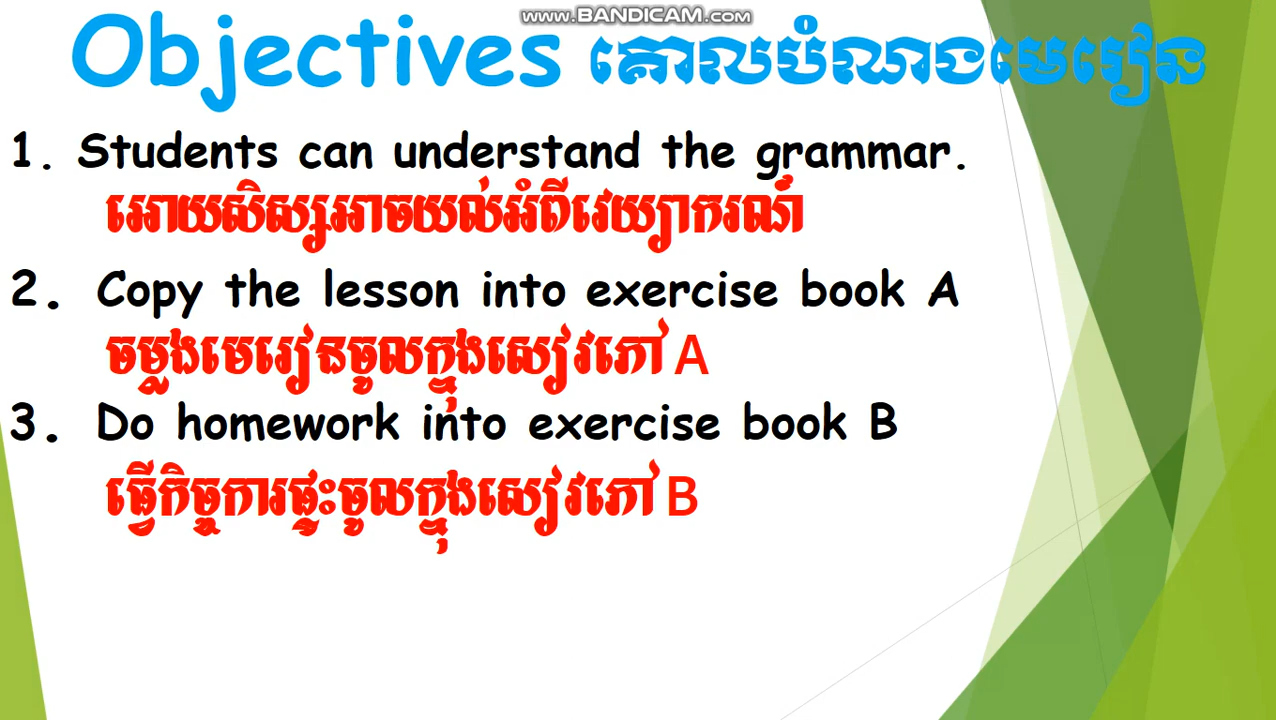 www.BANDICAM.com
Objectives គោលបំណងមេរៀន
1. Students can understand the grammar.
អោយសិស្សអាចយល់អំពីវេយ្យាករណ៍
2. Copy the lesson into exercise book A
ចម្លងមេរៀនចូលក្នុងសៀវភៅ A
3. Do homework into exercise book B
ធ្វើកិច្ចការផ្ទះចូលក្នុងសៀវភៅ B